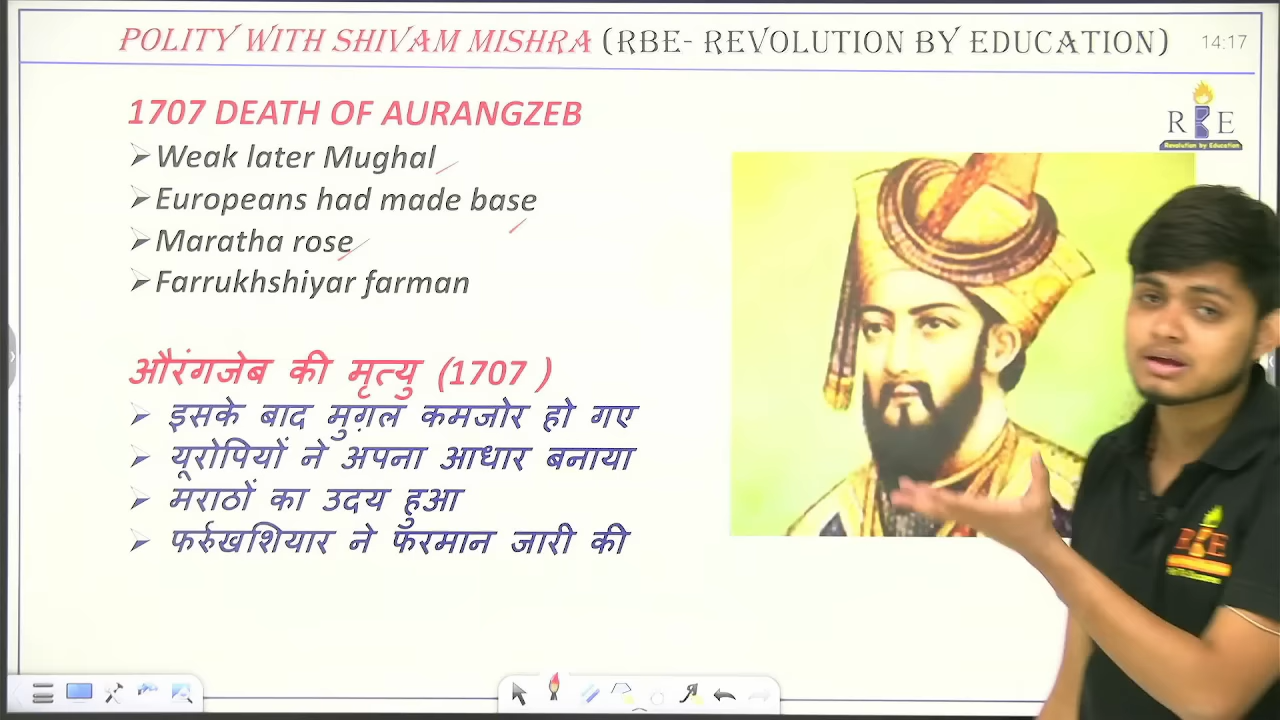 POLITY WITH SHIVAM MISHRA (RBE- REVOLUTION BY EDUCATION)
14:17
RBE
Revolution by Education
1707 DEATH OF AURANGZEB
Weak later Mughal
Europeans had made base
Maratha rose
Farrukhshiyar farman
औरंगजेब की मृत्यु (1707 )
इसके बाद मुग़ल कमजोर हो गए
यूरोपियों ने अपना आधार बनाया
मराठों का उदय हुआ
फर्रुखशियार ने फरमान जारी की
RBE